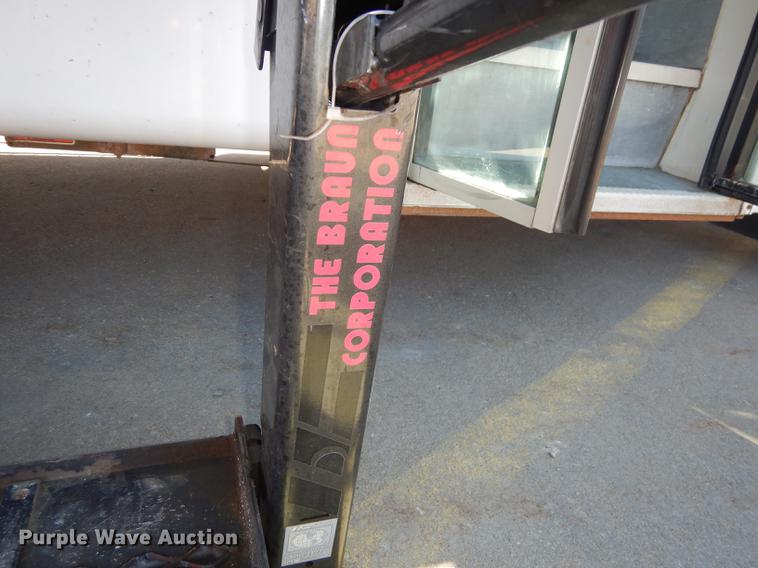 THE BRAUN
CORPORATION
Purple Wave Auction